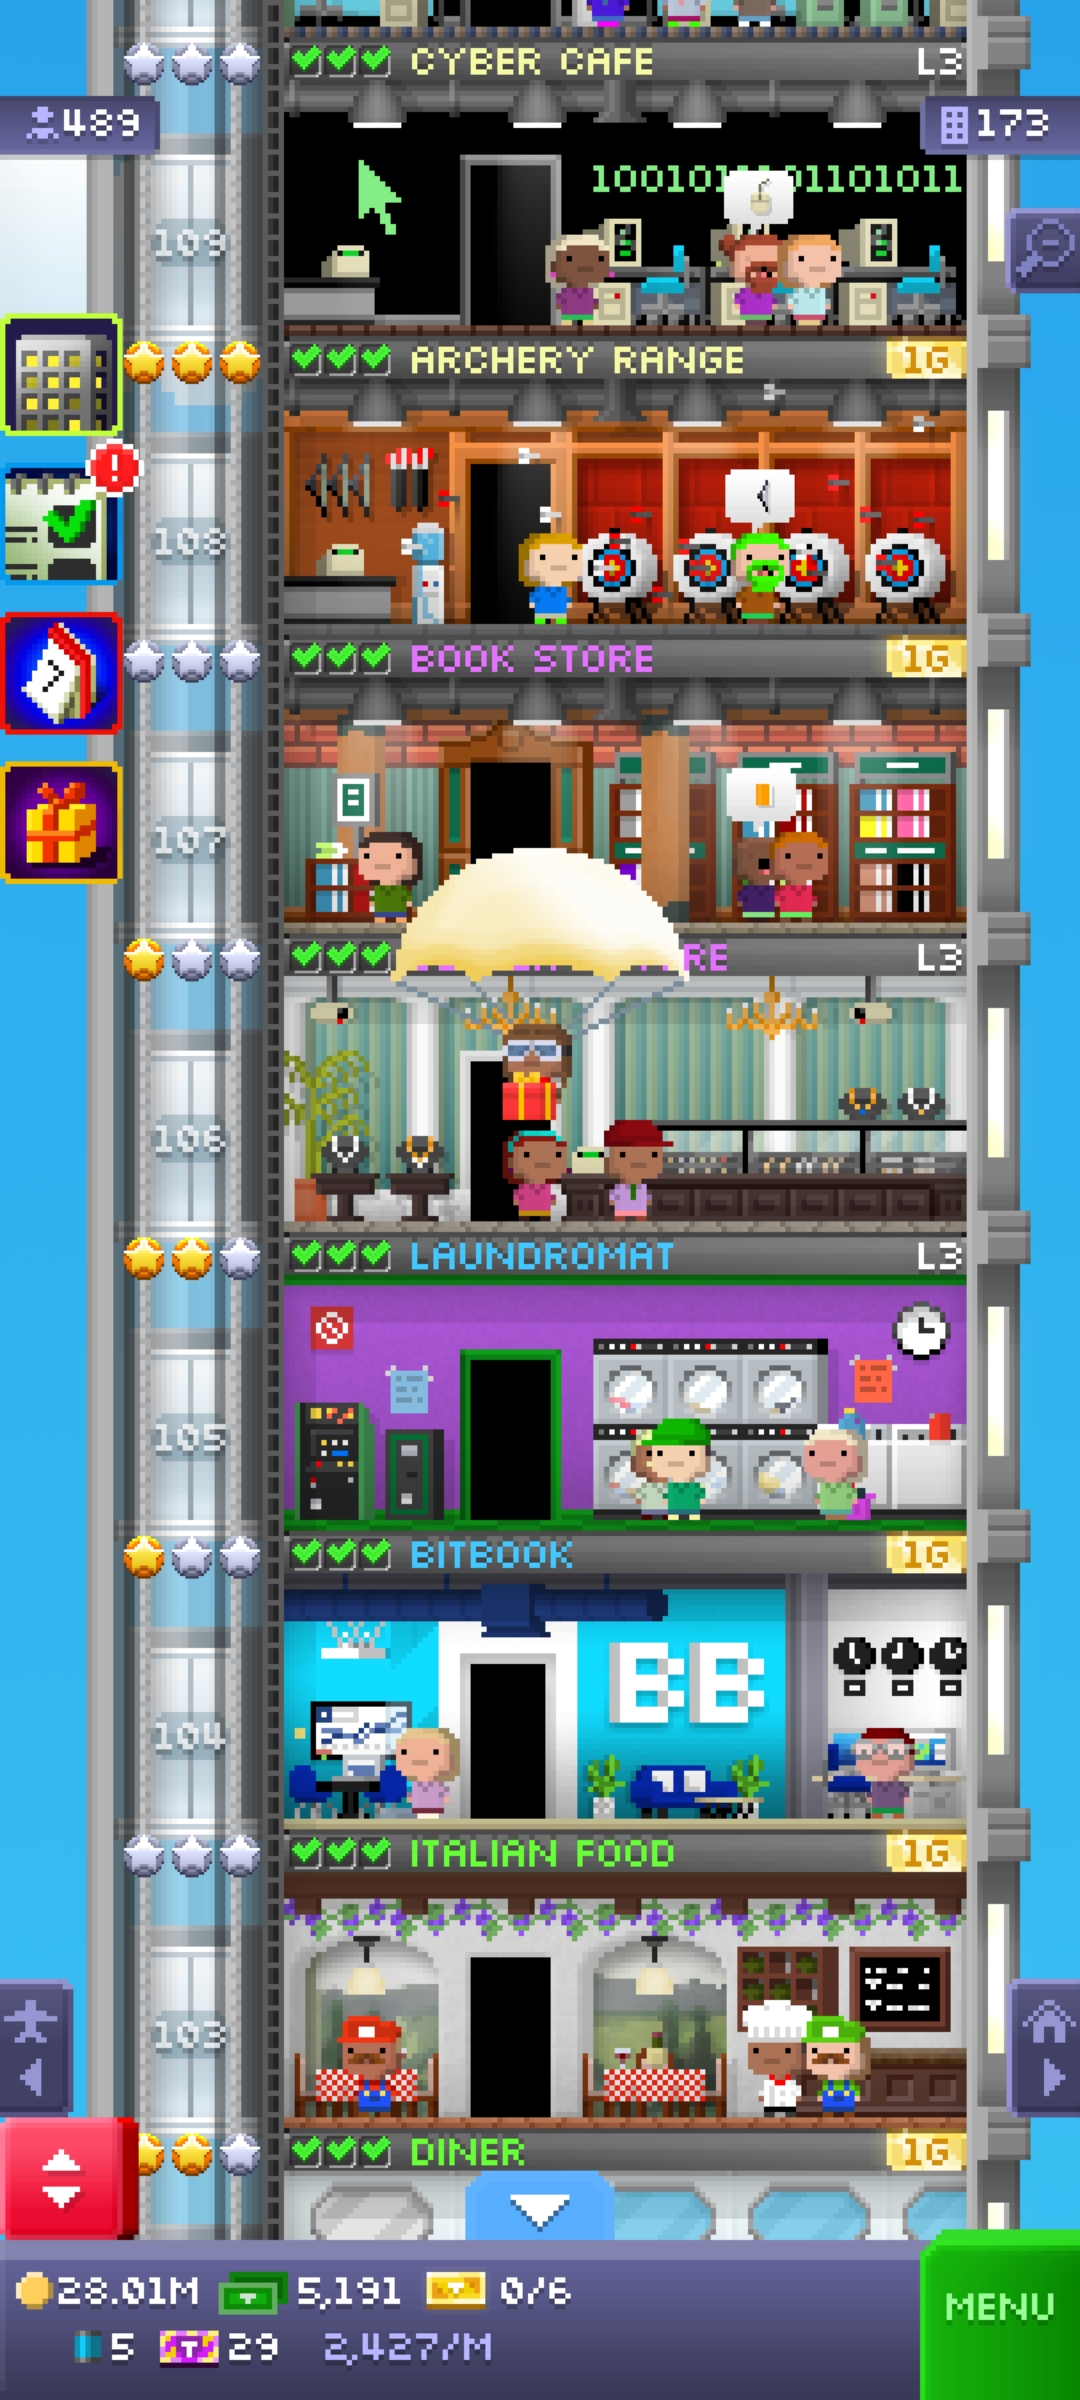 CYBER CAFE L3
489
173
109
ARCHERY RANGE 1G
108
BOOK STORE 1G
107
RE L3
106
LAUNDROMAT L3
105
BITBOOK 1G
BB
104
ITALIAN FOOD 1G
103
DINER 1G
28.01M 5,191 0/6
5 29 2,427/M
MENU